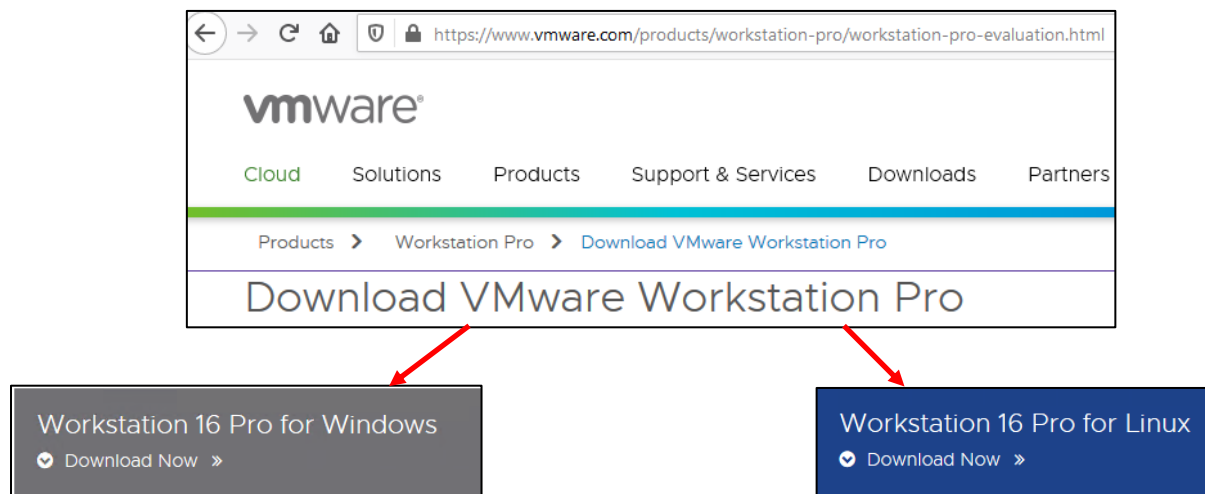 https://www.vmware.com/products/workstation-pro/workstation-pro-evaluation.html
vmware®
Cloud Solutions Products Support & Services Downloads Partners
Products > Workstation Pro > Download VMware Workstation Pro
Download VMware Workstation Pro
Workstation 16 Pro for Windows
Download Now »
Workstation 16 Pro for Linux
Download Now »